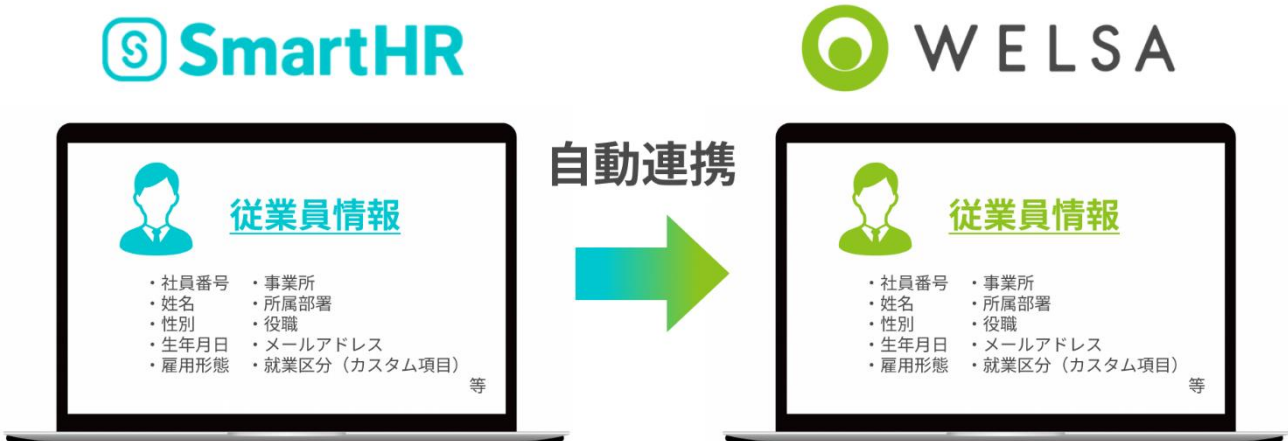 SmartHR
WELSA
自動連携
従業員情報
・社員番号 ・事業所
・姓名 ・所属部署
・性別 ・役職
・生年月日 ・メールアドレス
・雇用形態 ・就業区分（カスタム項目）
等
従業員情報
・社員番号 ・事業所
・姓名 ・所属部署
・性別 ・役職
・生年月日 ・メールアドレス
・雇用形態 ・就業区分（カスタム項目）
等